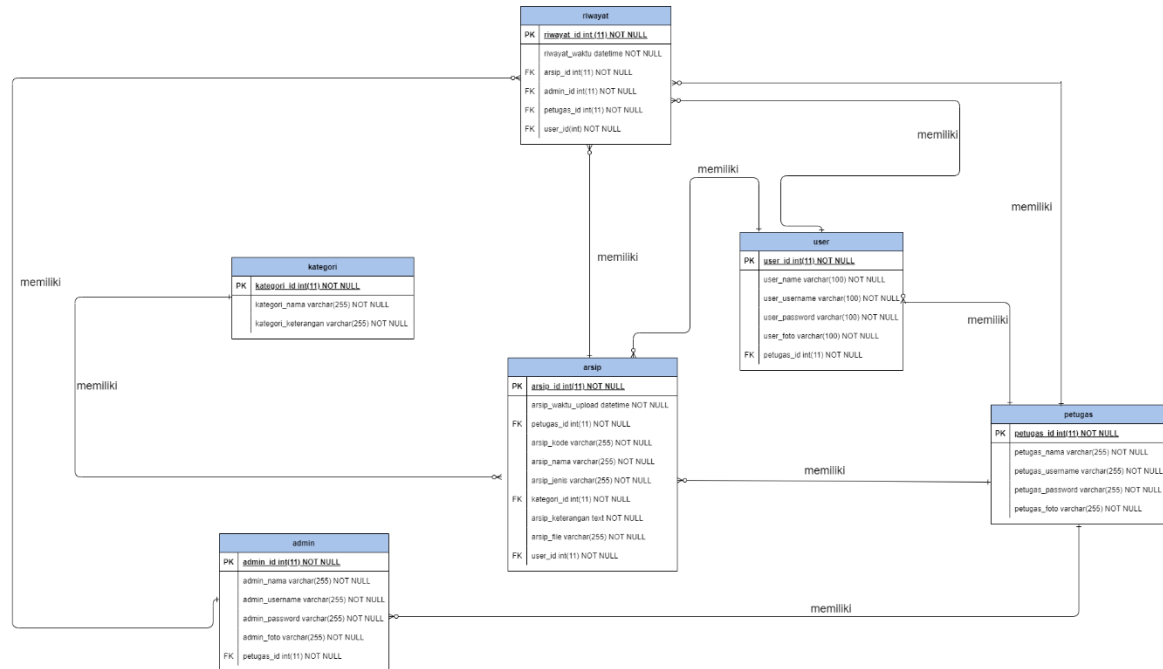 riwayat
PK riwayat_id int (11) NOT NULL
riwayat_waktu datetime NOT NULL
FK arsip_id int(11) NOT NULL
FK admin_id int(11) NOT NULL
FK petugas_id int(11) NOT NULL
FK user_id(int) NOT NULL
memiliki
memiliki
memiliki
user
PK user_id int(11) NOT NULL
user_name varchar(100) NOT NULL
user_username varchar(100) NOT NULL
user_password varchar(100) NOT NULL
user_foto varchar(100) NOT NULL
FK petugas_id int(11) NOT NULL
memiliki
memiliki
kategori
PK kategori_id int(11) NOT NULL
kategori_nama varchar(255) NOT NULL
kategori_keterangan varchar(255) NOT NULL
memiliki
memiliki
arsip
PK arsip_id int(11) NOT NULL
arsip_waktu_upload datetime NOT NULL
FK petugas_id int(11) NOT NULL
arsip_kode varchar(255) NOT NULL
arsip_nama varchar(255) NOT NULL
arsip_jenis varchar(255) NOT NULL
FK kategori_id int(11) NOT NULL
arsip_keterangan text NOT NULL
arsip_file varchar(255) NOT NULL
FK user_id int(11) NOT NULL
memiliki
petugas
PK petugas_id int(11) NOT NULL
petugas_nama varchar(255) NOT NULL
petugas_username varchar(255) NOT NULL
petugas_password varchar(255) NOT NULL
petugas_foto varchar(255) NOT NULL
admin
PK admin_id int(11) NOT NULL
admin_nama varchar(255) NOT NULL
admin_username varchar(255) NOT NULL
admin_password varchar(255) NOT NULL
admin_foto varchar(255) NOT NULL
FK petugas_id int(11) NOT NULL
memiliki